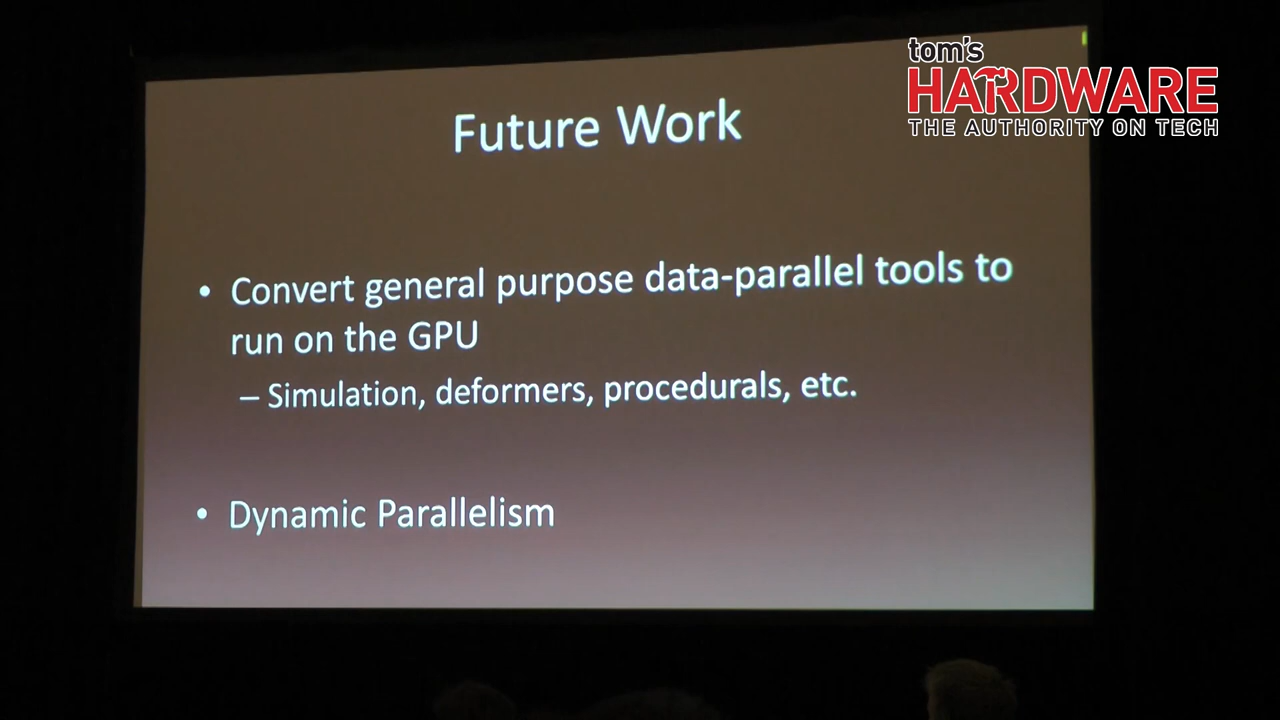 tom's
HARDWARE
THE AUTHORITY ON TECH
Future Work
• Convert general purpose data-parallel tools to
run on the GPU
– Simulation, deformers, procedurals, etc.
• Dynamic Parallelism